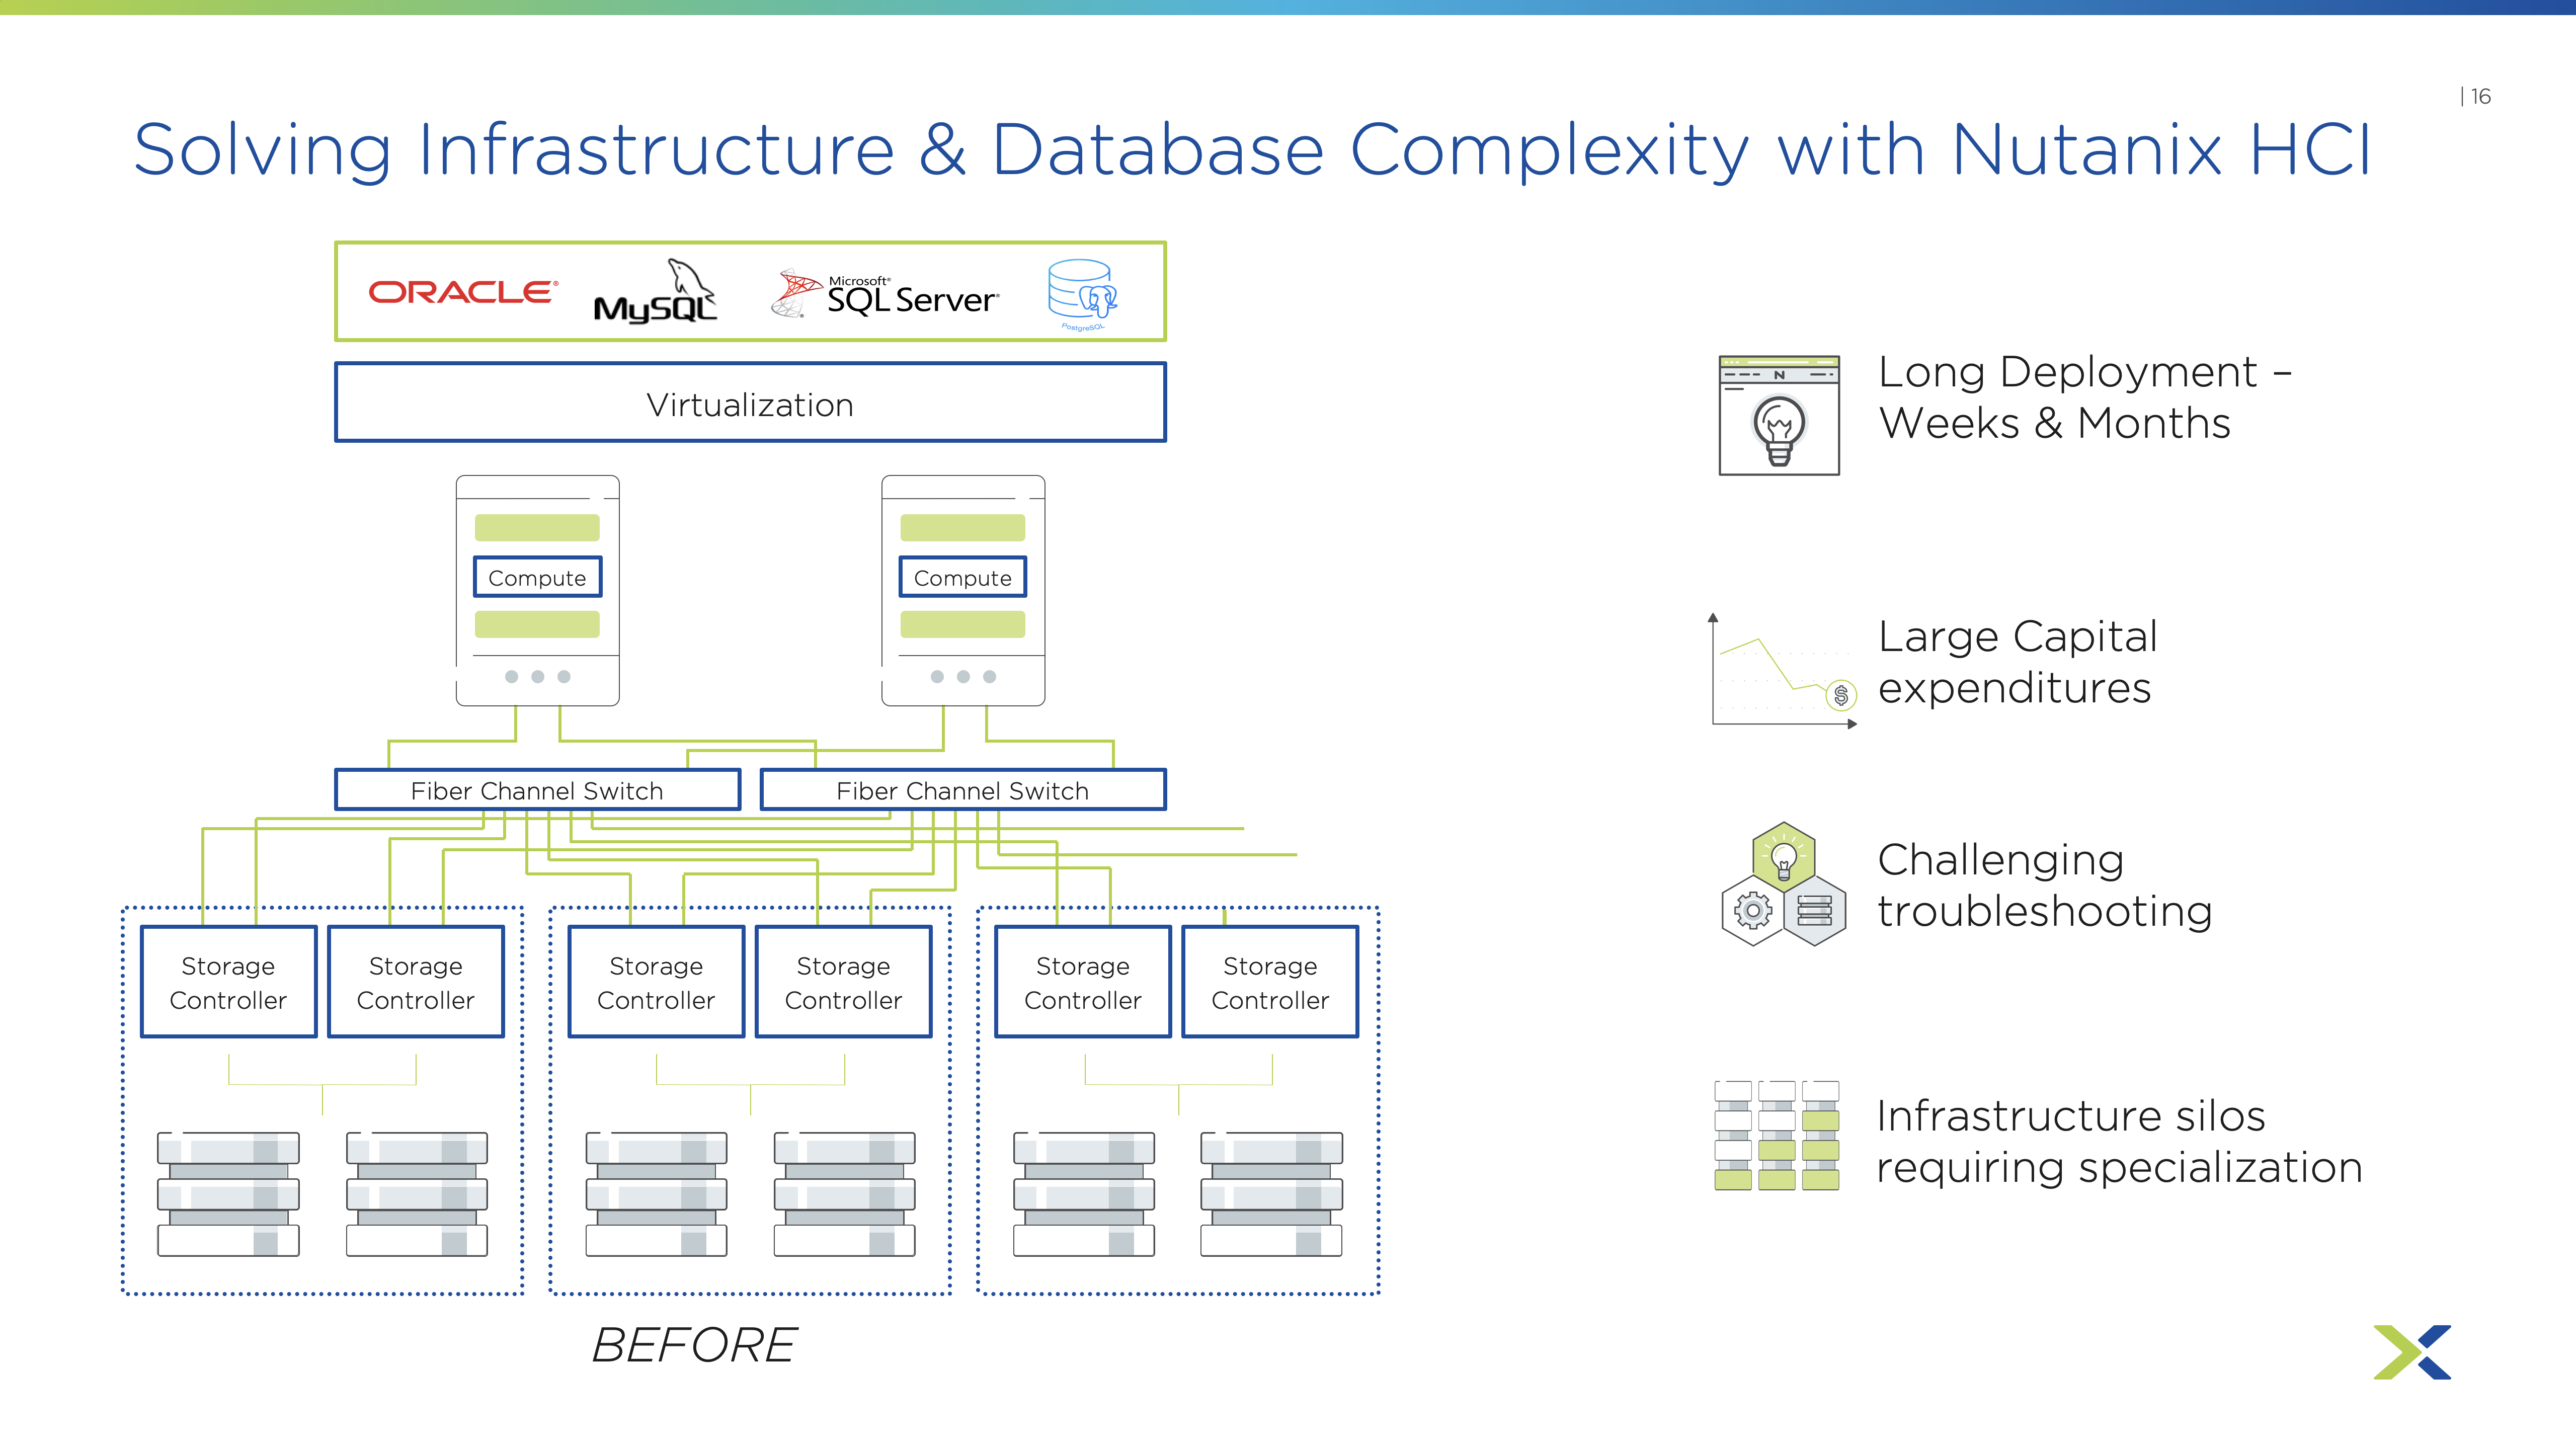 | 16
Solving Infrastructure & Database Complexity with Nutanix HCI
ORACLE®
MySQL
Microsoft®
SQL Server®
PostgreSQL
Virtualization
Compute
Compute
Fiber Channel Switch
Fiber Channel Switch
Storage
Controller
Storage
Controller
Storage
Controller
Storage
Controller
Storage
Controller
Storage
Controller
BEFORE
N
Long Deployment –
Weeks & Months
$
Large Capital
expenditures
Challenging
troubleshooting
Infrastructure silos
requiring specialization